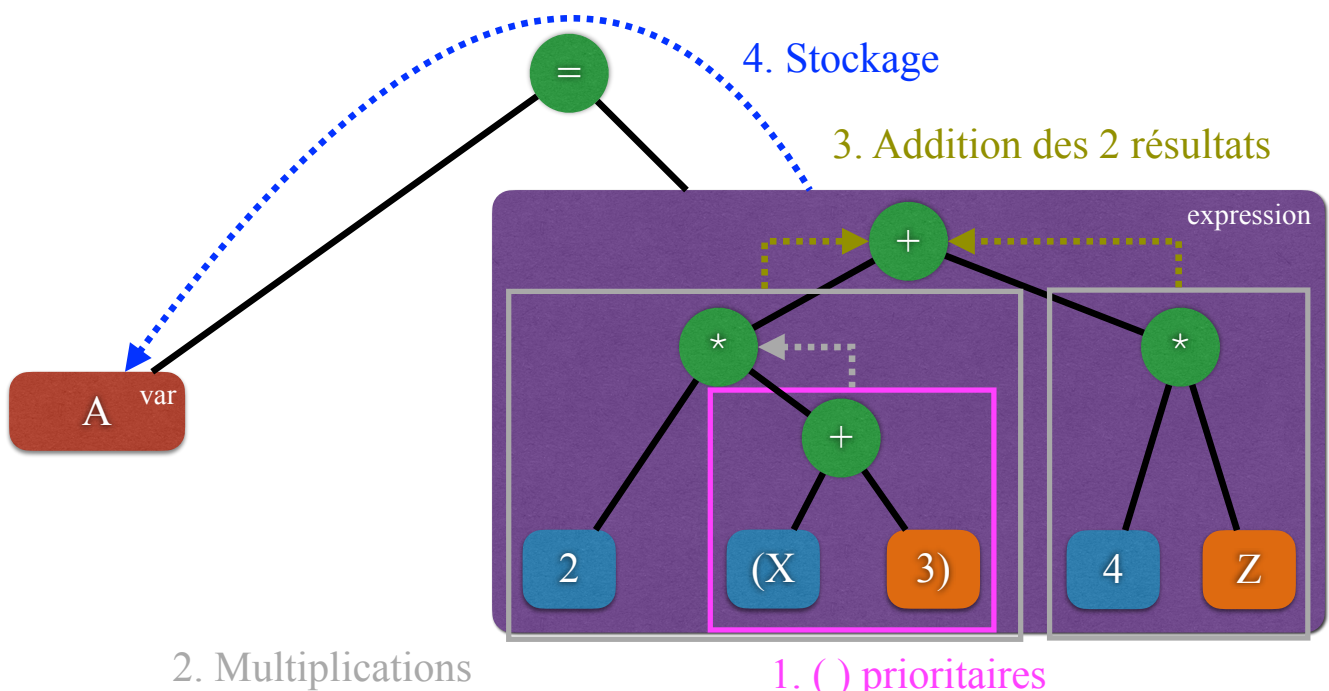 4. Stockage
=
3. Addition des 2 résultats
expression
+
* *
A var
+
2 (X 3) 4 Z
2. Multiplications
1. ( ) prioritaires